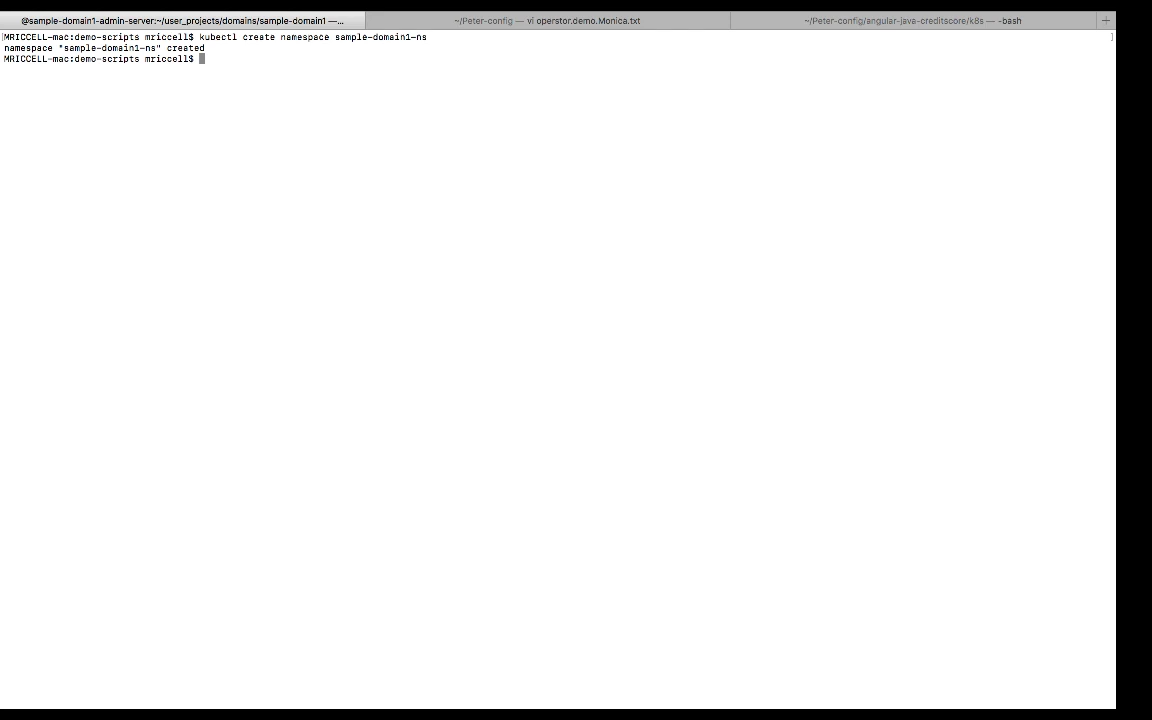 @sample-domain1-admin-server:~/user_projects/domains/sample-domain1 —... ~/Peter-config — vi operstor.demo.Monica.txt ~/Peter-config/angular-java-creditscore/k8s — -bash +
[MRICCELL-mac:demo-scripts mriccell$ kubectl create namespace sample-domain1-ns ]
namespace "sample-domain1-ns" created
MRICCELL-mac:demo-scripts mriccell$